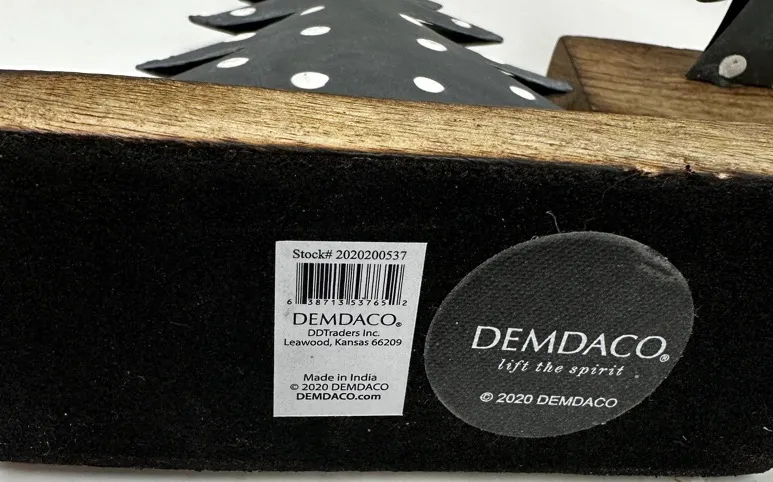 Stock# 2020200537
6 38713 53765 2
DEMDACO®
DDTraders Inc.
Leawood, Kansas 66209
Made in India
© 2020 DEMDACO
DEMDACO.com
DEMDACO®
lift the spirit
© 2020 DEMDACO